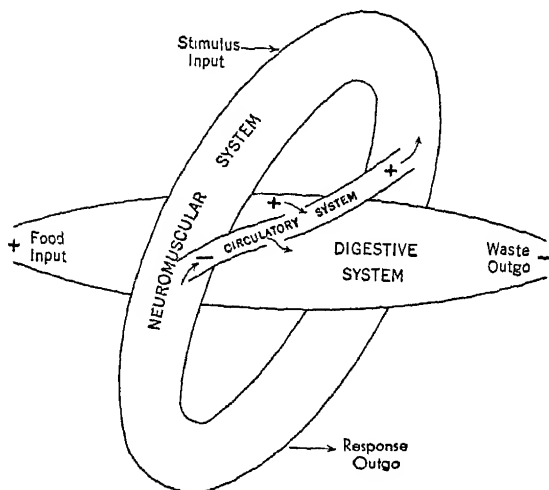 Stimulus
Input
NEUROMUSCULAR SYSTEM
+
+
CIRCULATORY SYSTEM
+ Food
Input
−
DIGESTIVE
SYSTEM
Waste −
Outgo
Response
Outgo